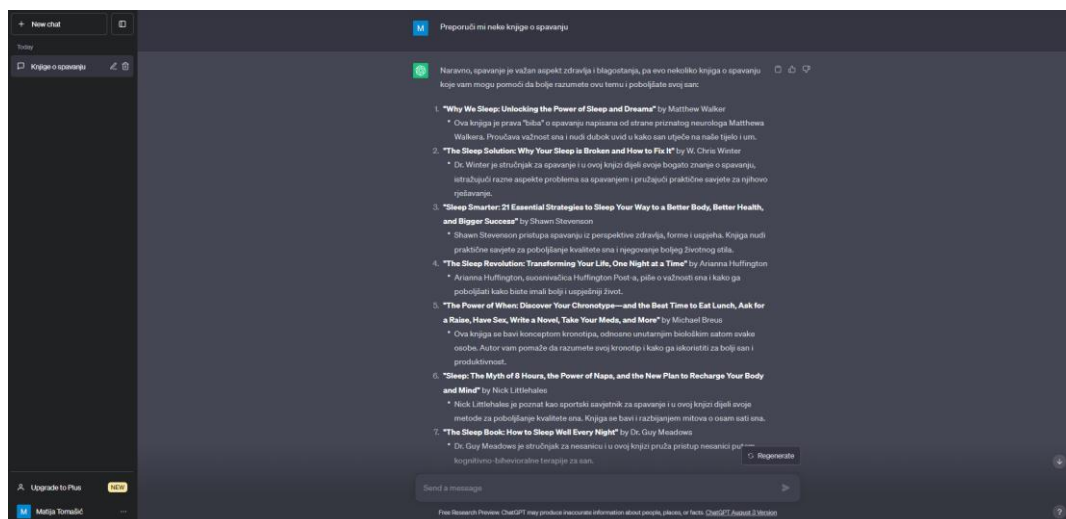 + New chat
Today
Knjige o spavanju
Upgrade to Plus NEW
M Matija Tomašić ...
M Preporuči mi neke knjige o spavanju
Naravno, spavanje je važan aspekt zdravlja i blagostanja, pa evo nekoliko knjiga o spavanju
koje vam mogu pomoći da bolje razumete ovu temu i poboljšate svoj san:
1. "Why We Sleep: Unlocking the Power of Sleep and Dreams" by Matthew Walker
* Ova knjiga je prava "biba" o spavanju napisana od strane priznatog neurologa Matthewa
Walkera. Proučava važnost sna i nudi dubok uvid u kako san utječe na naše tijelo i um.
2. "The Sleep Solution: Why Your Sleep is Broken and How to Fix It" by W. Chris Winter
* Dr. Winter je stručnjak za spavanje i u ovoj knjizi dijeli svoje bogato znanje o spavanju,
istražujući razne aspekte problema sa spavanjem i pružajući praktične savjete za njihovo
rješavanje.
3. "Sleep Smarter: 21 Essential Strategies to Sleep Your Way to a Better Body, Better Health,
and Bigger Success" by Shawn Stevenson
* Shawn Stevenson pristupa spavanju iz perspektive zdravlja, forme i uspjeha. Knjiga nudi
praktične savjete za poboljšanje kvalitete sna i njegovanje boljeg životnog stila.
4. "The Sleep Revolution: Transforming Your Life, One Night at a Time" by Arianna Huffington
* Arianna Huffington, suosnivačica Huffington Post-a, piše o važnosti sna i kako ga
poboljšati kako biste imali bolji i uspješniji život.
5. "The Power of When: Discover Your Chronotype—and the Best Time to Eat Lunch, Ask for
a Raise, Have Sex, Write a Novel, Take Your Meds, and More" by Michael Breus
* Ova knjiga se bavi konceptom kronotipa, odnosno unutarnjim biološkim satom svake
osobe. Autor vam pomaže da razumete svoj kronotip i kako ga iskoristiti za bolji san i
produktivnost.
6. "Sleep: The Myth of 8 Hours, the Power of Naps, and the New Plan to Recharge Your Body
and Mind" by Nick Littlehales
* Nick Littlehales je poznat kao sportski savjetnik za spavanje i u ovoj knjizi dijeli svoje
metode za poboljšanje kvalitete sna. Knjiga se bavi i razbijanjem mitova o osam sati sna.
7. "The Sleep Book: How to Sleep Well Every Night" by Dr. Guy Meadows
* Dr. Guy Meadows je stručnjak za nesanicu i u ovoj knjizi pruža pristup nesanici putem
kognitivno-bihevioralne terapije za san.
Regenerate
Send a message
Free Research Preview. ChatGPT may produce inaccurate information about people, places, or facts. ChatGPT August 3 Version
?